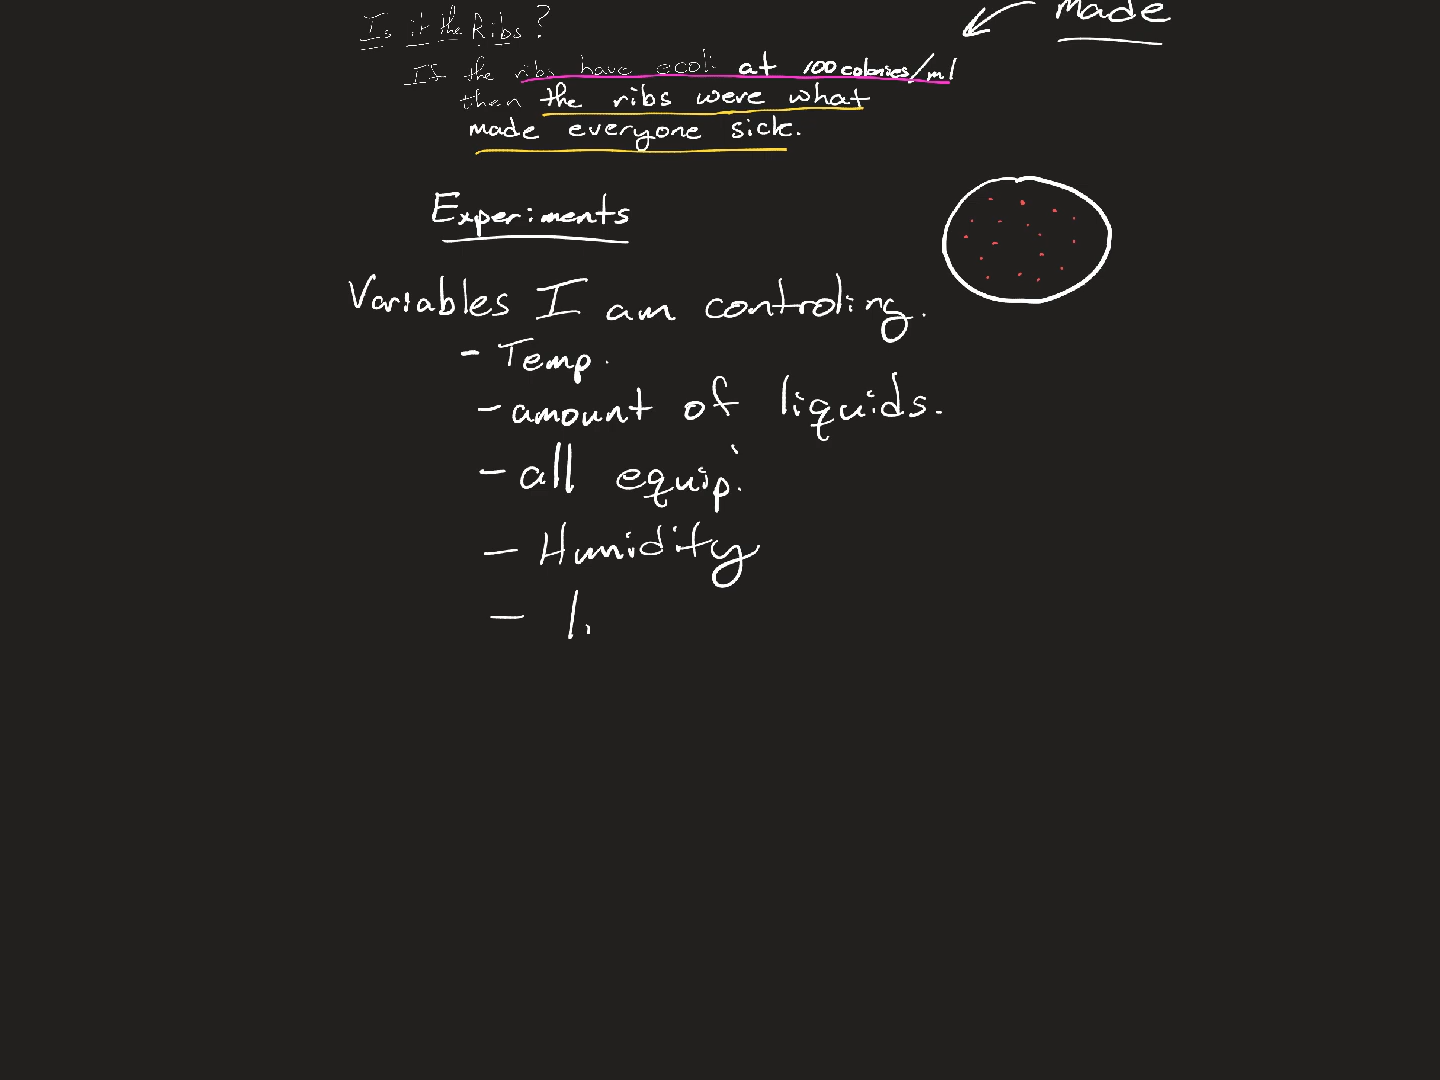 made
Is it the Ribs?
If the ribs have ecoli at 100 colonies/ml
then the ribs were what
made everyone sick.
Experiments
Variables I am controling.
- Temp.
- amount of liquids.
- all equip.
- Humidity
-